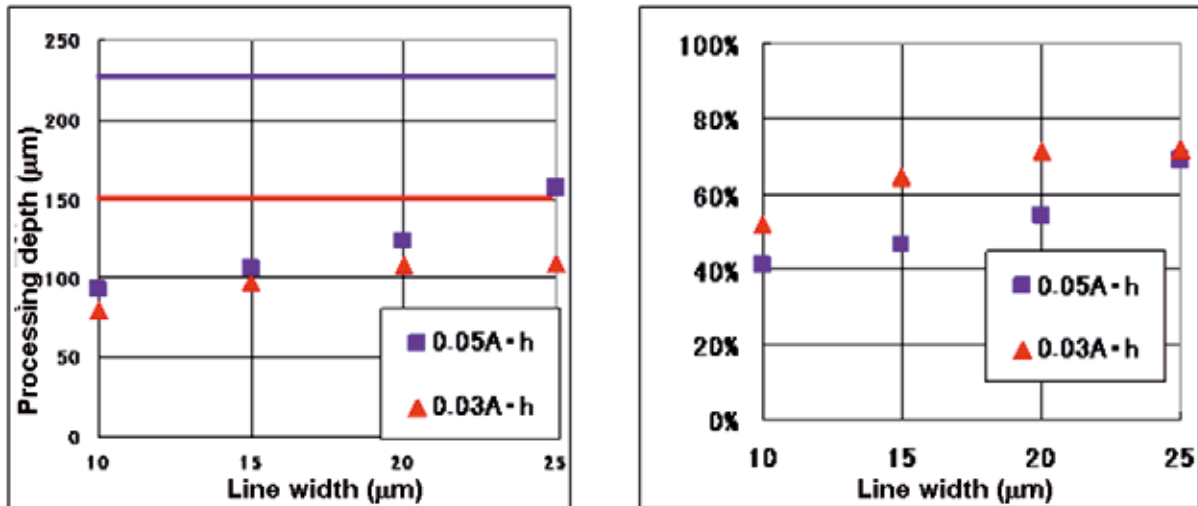 250
200
150
100
50
0
Processing depth (μm)
0.05A・h
0.03A・h
10 15 20 25
Line width (μm)
100%
80%
60%
40%
20%
0%
0.05A・h
0.03A・h
10 15 20 25
Line width (μm)